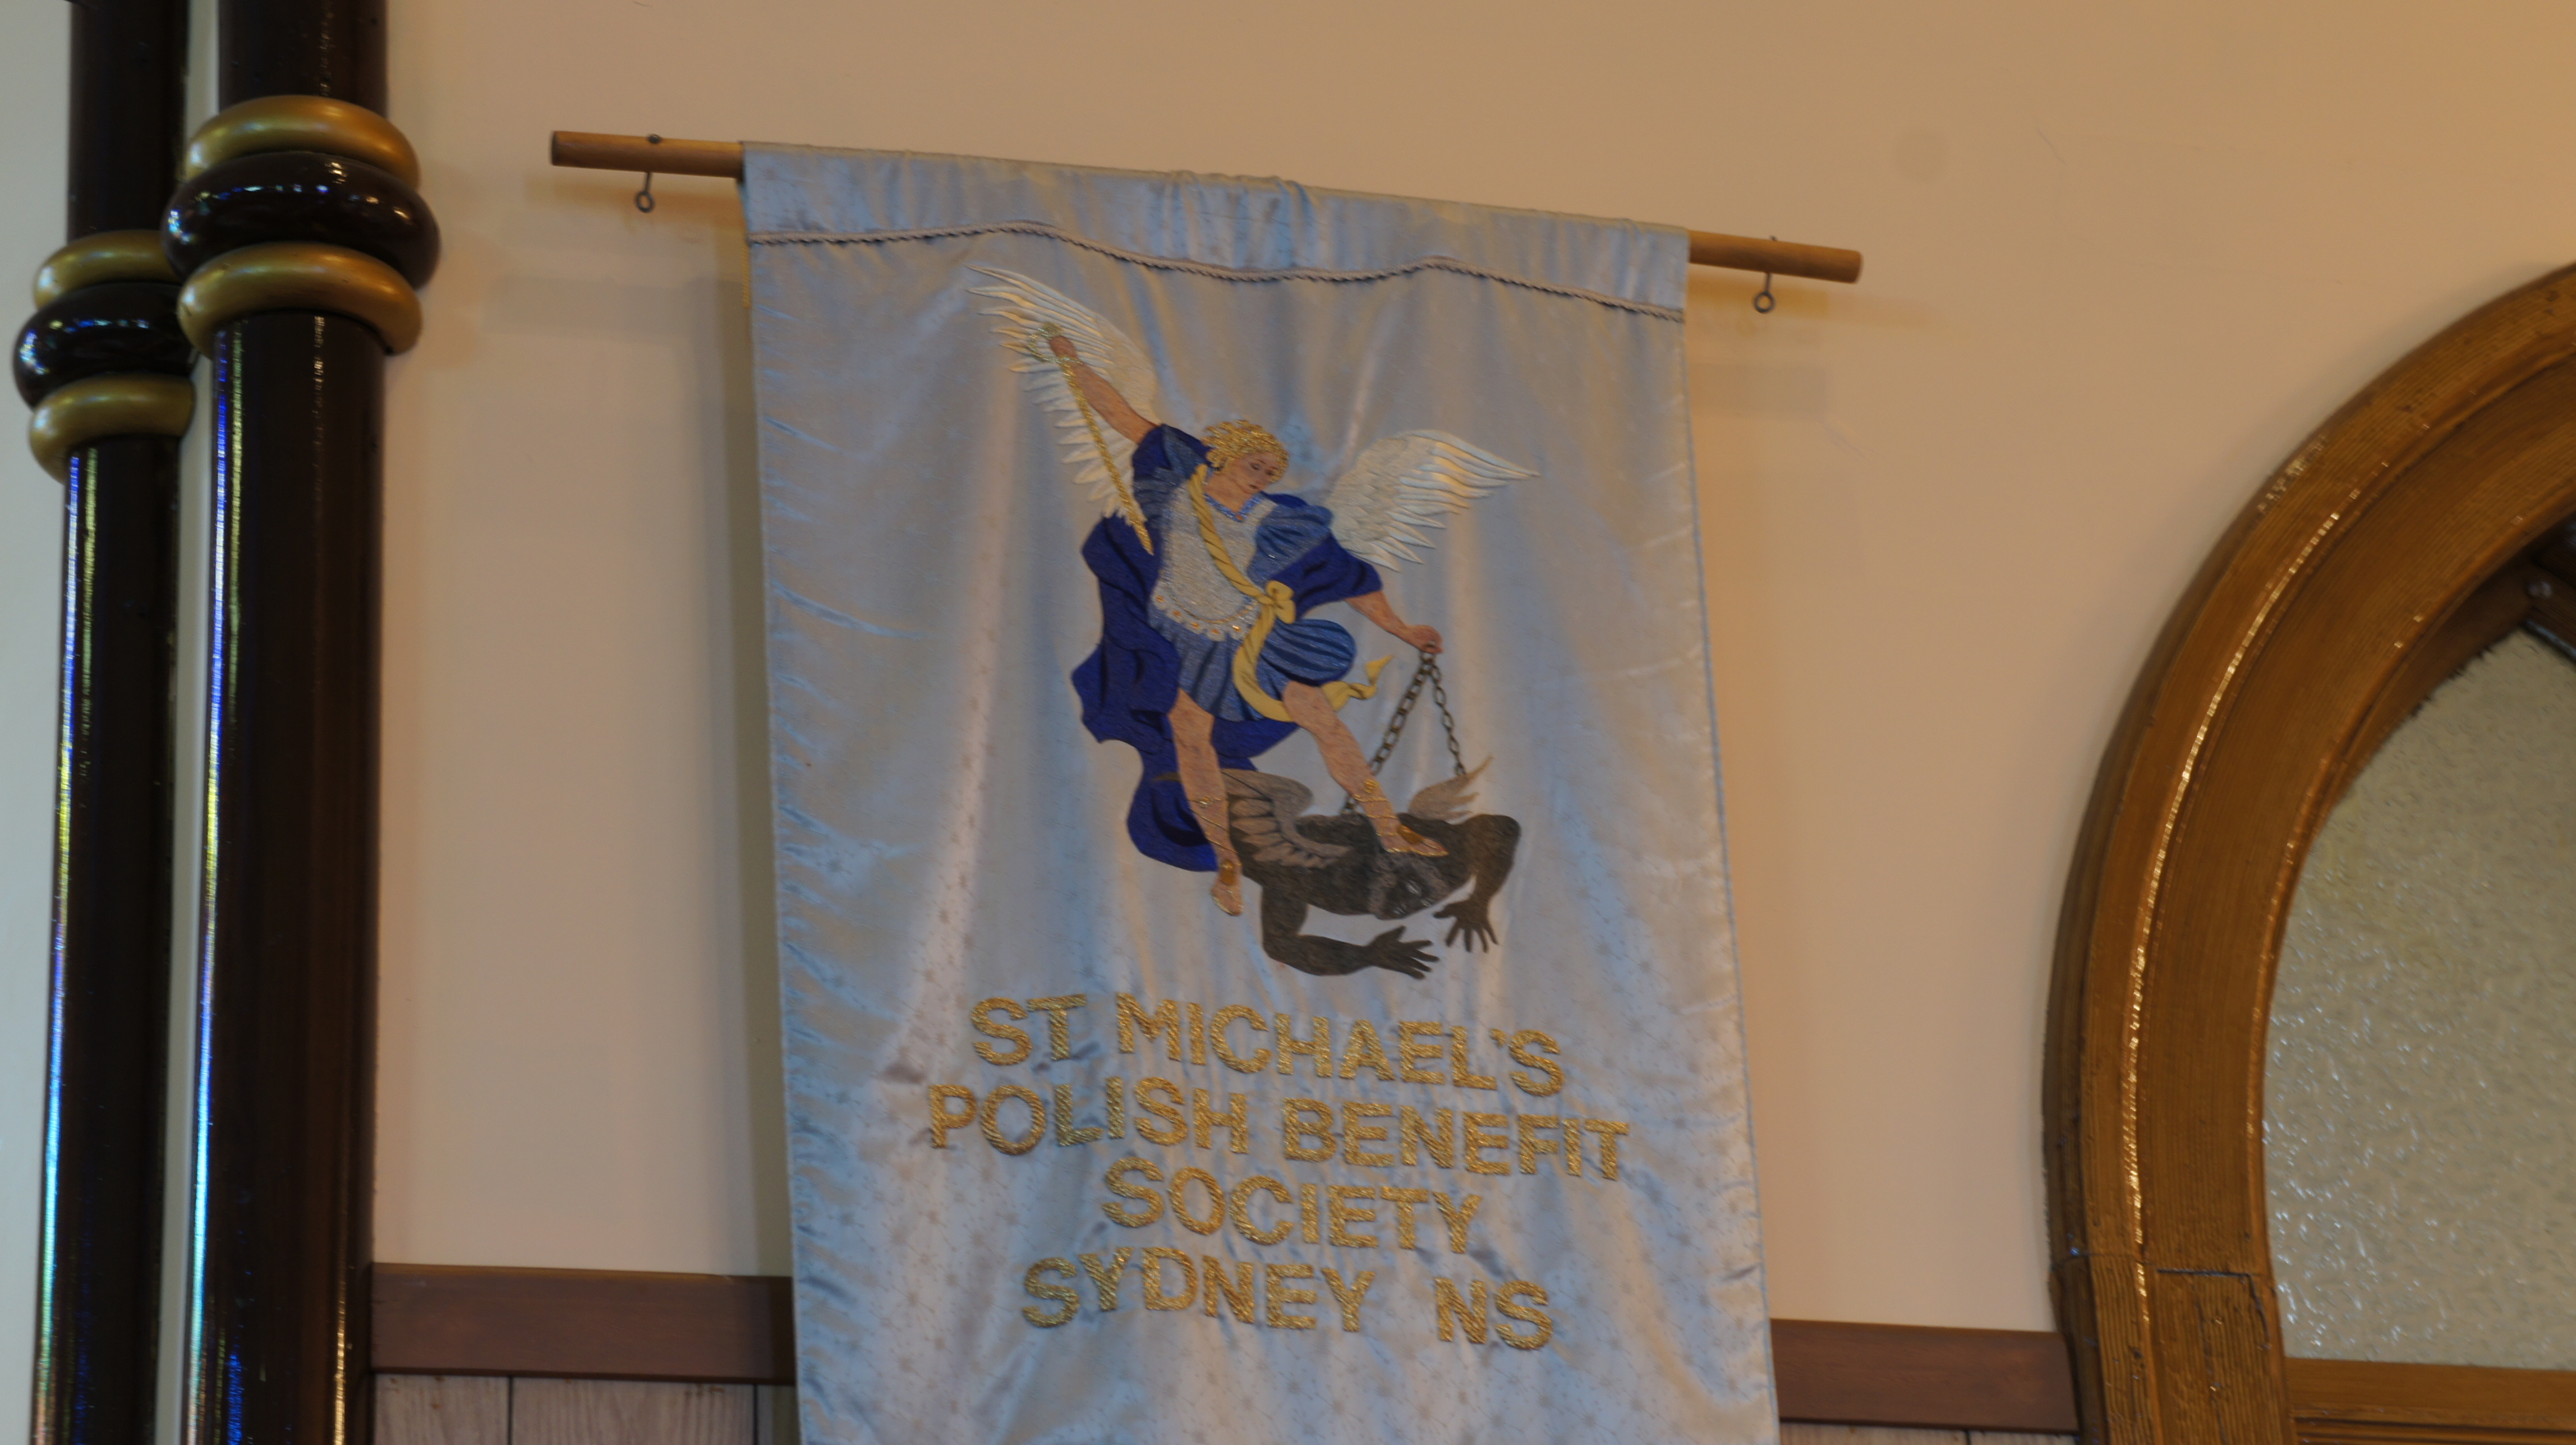 ST MICHAEL'S
POLISH BENEFIT
SOCIETY
SYDNEY NS